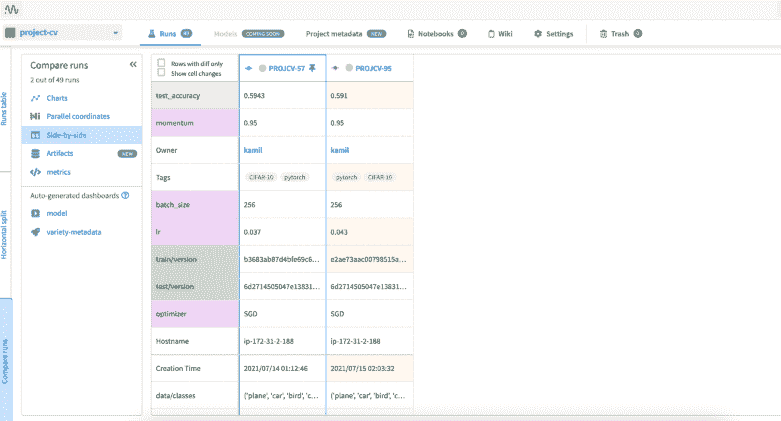 project-cv
Runs 47
Models COMING SOON
Project metadata NEW
Notebooks 0
Wiki
Settings
Trash 0
Runs table
Horizontal split
Compare runs
Compare runs
2 out of 49 runs
Charts
Parallel coordinates
Side-by-side
Artifacts NEW
metrics
Auto-generated dashboards
model
variety-metadata
Rows with diff only
Show cell changes
PROJCV-57 PROJCV-95
test_accuracy 0.5943 0.591
momentum 0.95 0.95
Owner kamil kamil
Tags CIFAR-10 pytorch pytorch CIFAR-10
batch_size 256 256
lr 0.037 0.043
train/version b3683ab87d4bfe69c6... e2ae73aac00798515a...
test/version 6d2714505047e13831... 6d2714505047e13831...
optimizer SGD SGD
Hostname ip-172-31-2-188 ip-172-31-2-188
Creation Time 2021/07/14 01:12:46 2021/07/15 02:03:32
data/classes ('plane', 'car', 'bird', 'c... ('plane', 'car', 'bird', 'c...